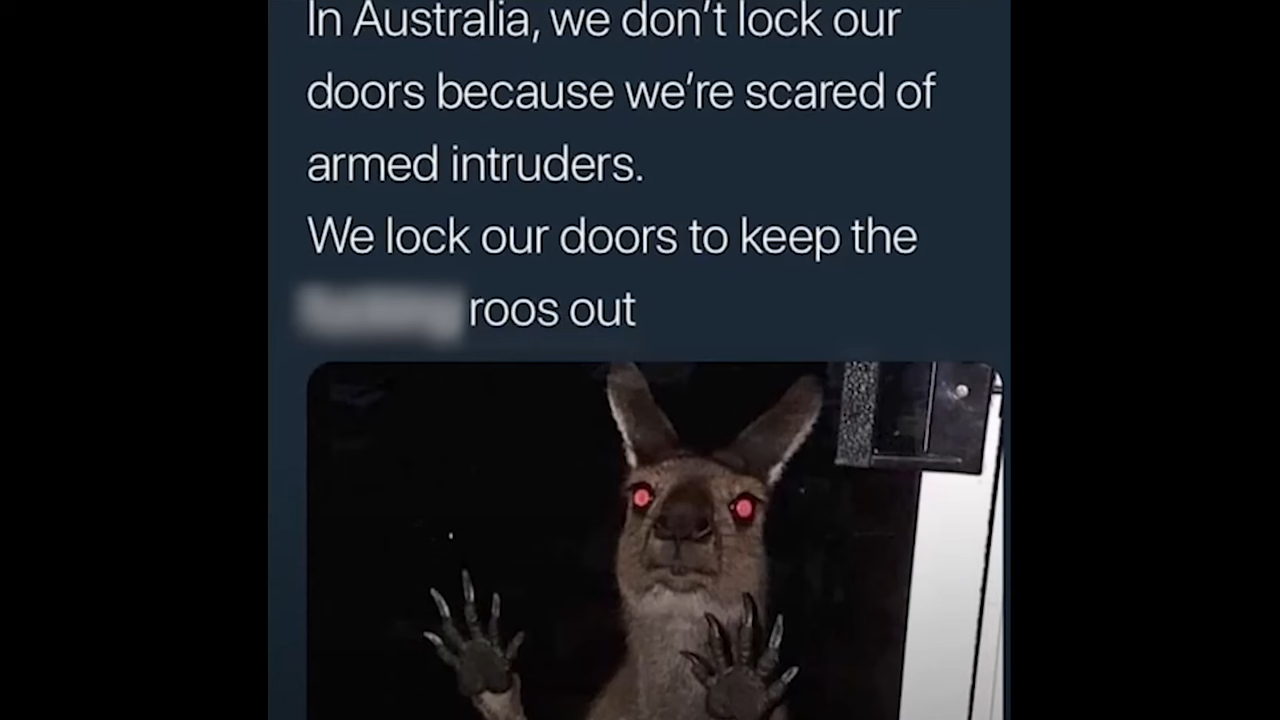 In Australia, we don’t lock our
doors because we’re scared of
armed intruders.
We lock our doors to keep the
roos out